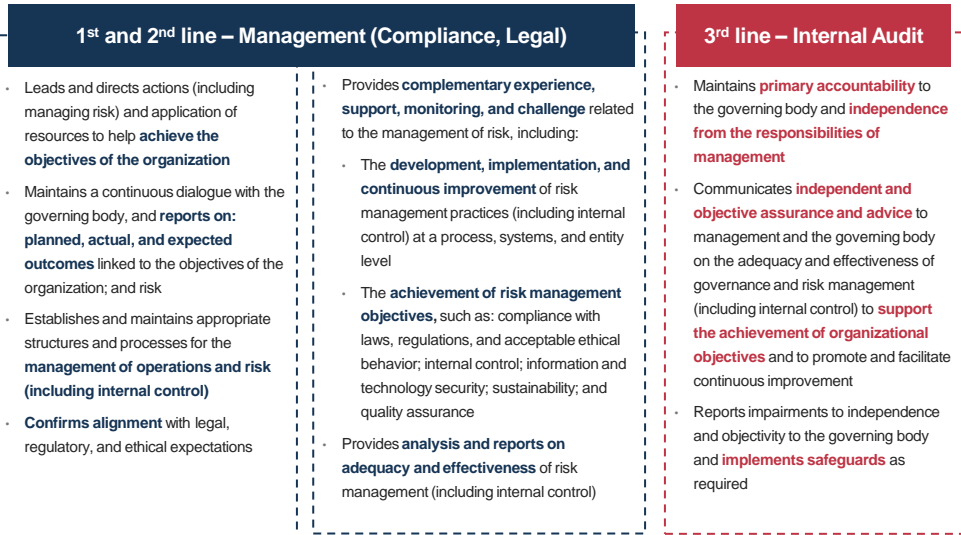 1st and 2nd line – Management (Compliance, Legal)
• Leads and directs actions (including
managing risk) and application of
resources to help achieve the
objectives of the organization
• Maintains a continuous dialogue with the
governing body, and reports on:
planned, actual, and expected
outcomes linked to the objectives of the
organization; and risk
• Establishes and maintains appropriate
structures and processes for the
management of operations and risk
(including internal control)
• Confirms alignment with legal,
regulatory, and ethical expectations
• Provides complementary experience,
support, monitoring, and challenge related
to the management of risk, including:
• The development, implementation, and
continuous improvement of risk
management practices (including internal
control) at a process, systems, and entity
level
• The achievement of risk management
objectives, such as: compliance with
laws, regulations, and acceptable ethical
behavior; internal control; information and
technology security; sustainability; and
quality assurance
• Provides analysis and reports on
adequacy and effectiveness of risk
management (including internal control)
3rd line – Internal Audit
• Maintains primary accountability to
the governing body and independence
from the responsibilities of
management
• Communicates independent and
objective assurance and advice to
management and the governing body
on the adequacy and effectiveness of
governance and risk management
(including internal control) to support
the achievement of organizational
objectives and to promote and facilitate
continuous improvement
• Reports impairments to independence
and objectivity to the governing body
and implements safeguards as
required